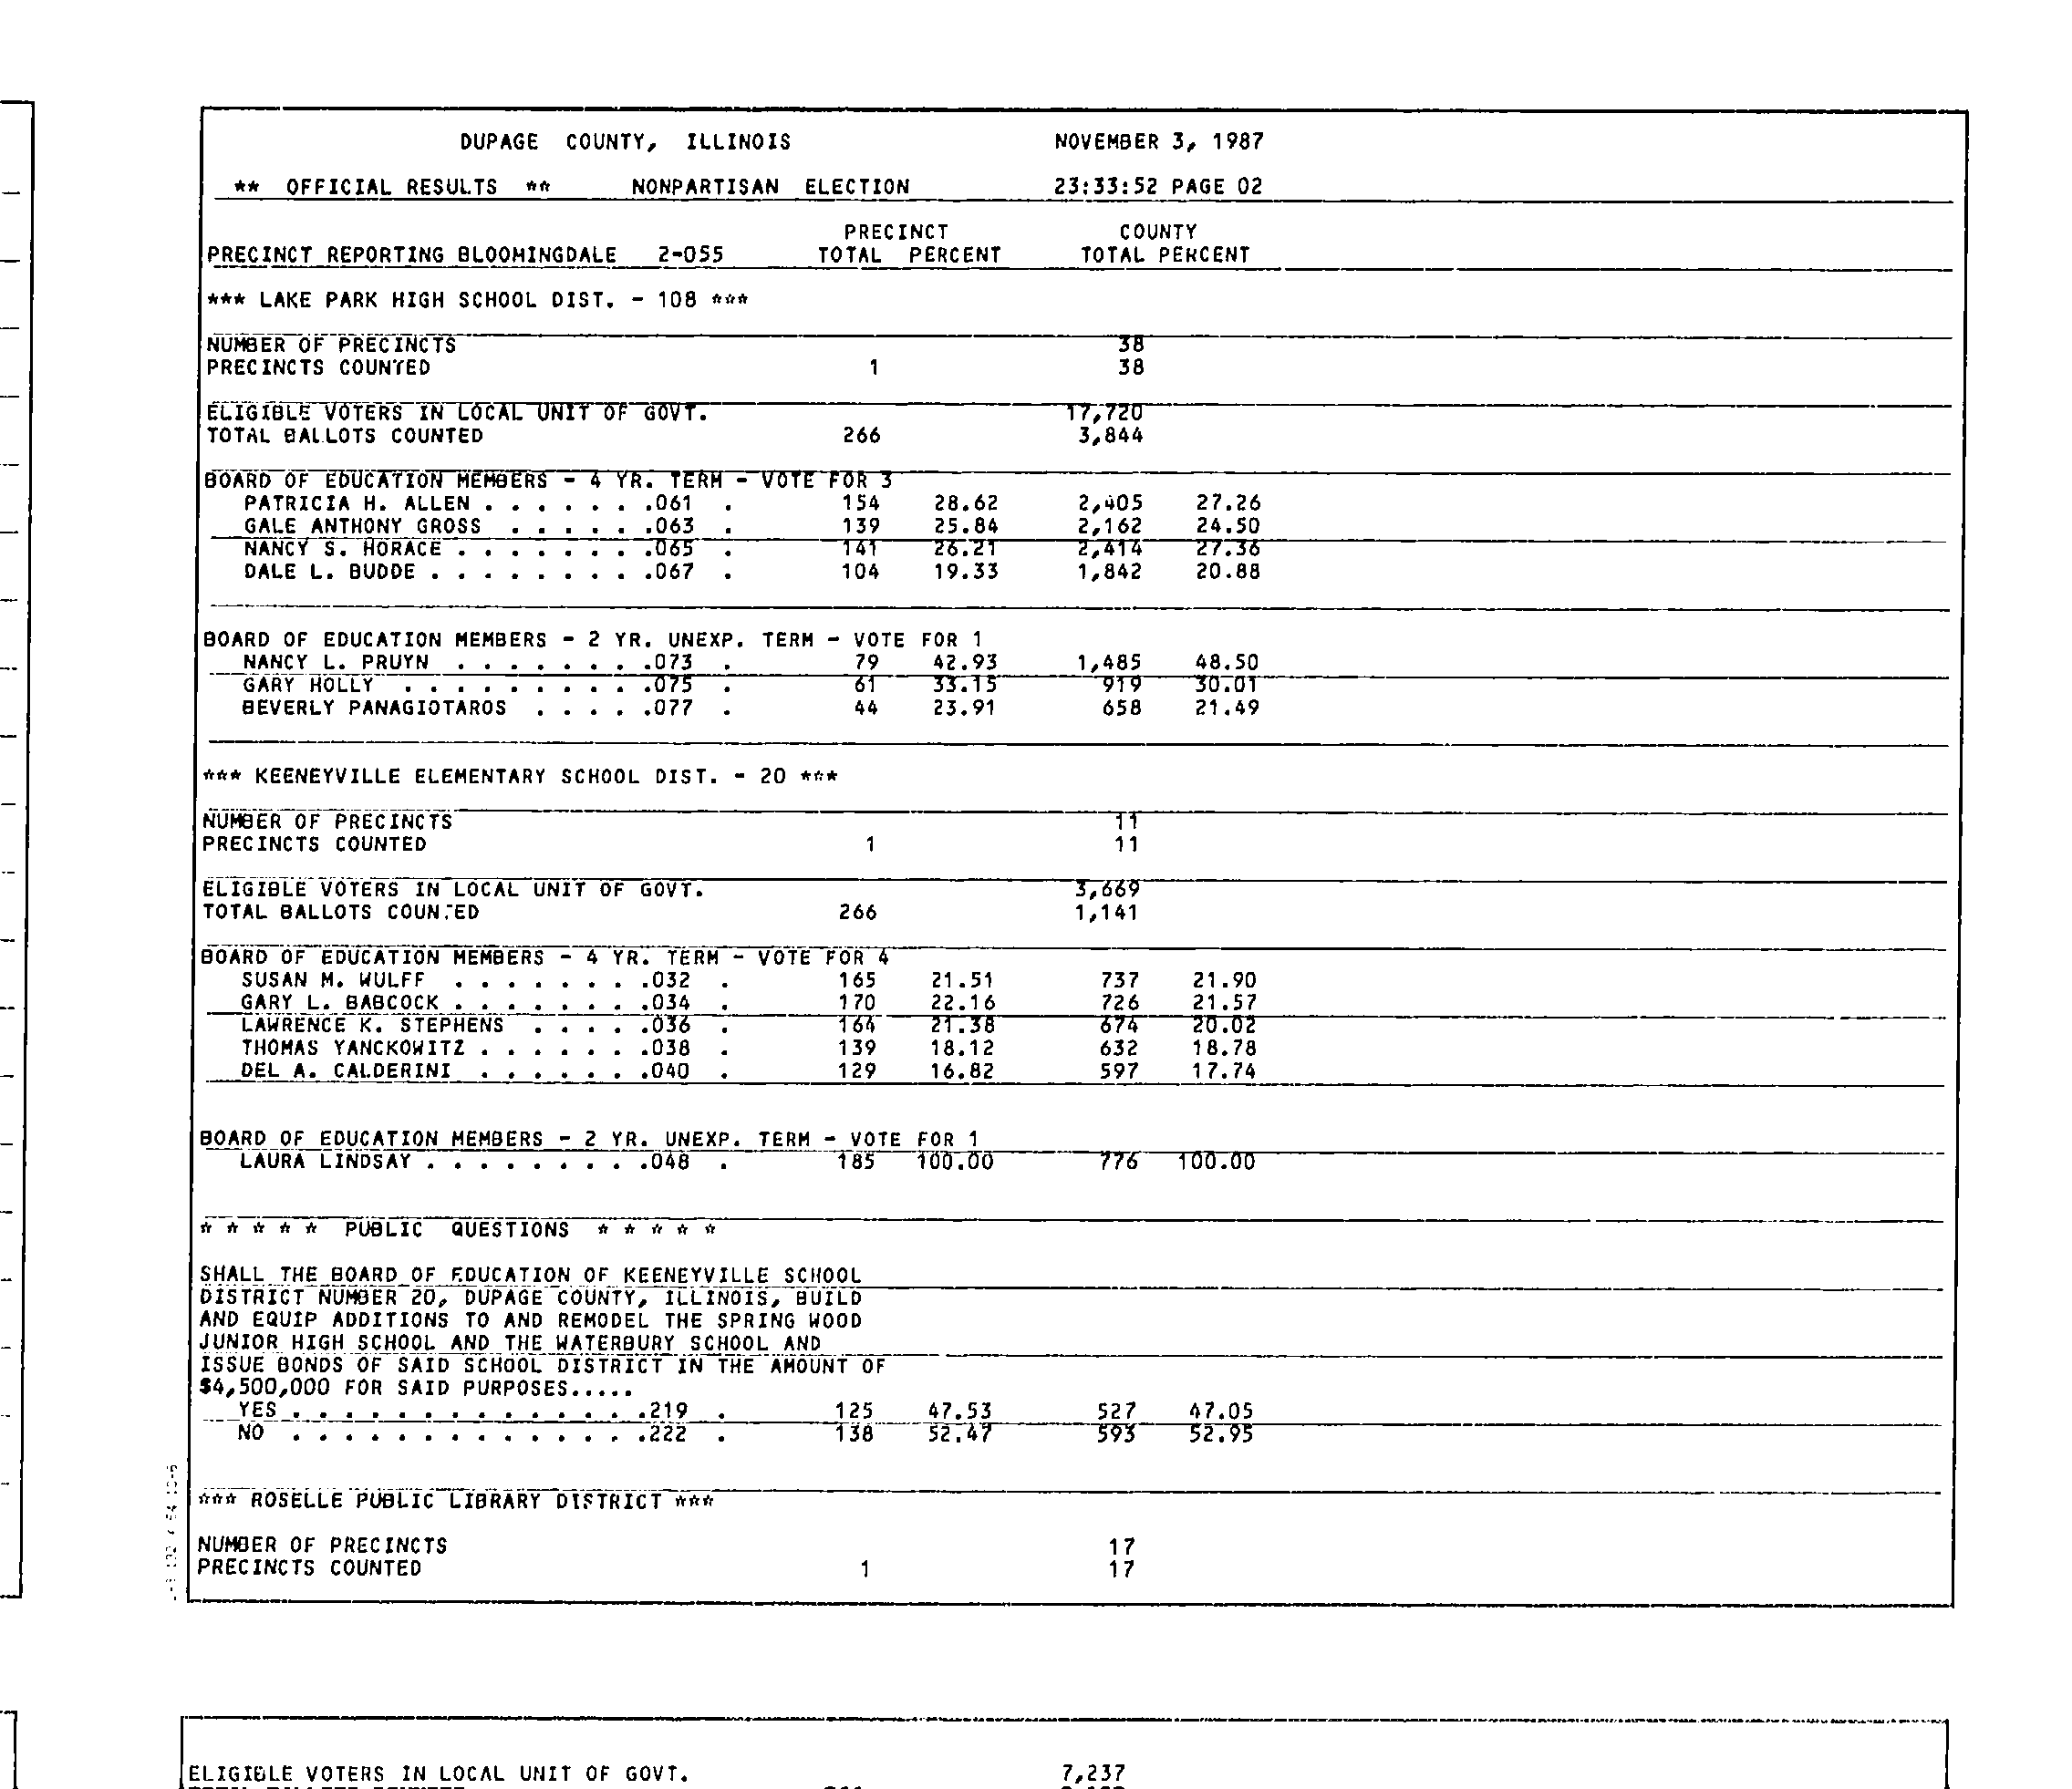 DUPAGE COUNTY, ILLINOIS NOVEMBER 3, 1987
** OFFICIAL RESULTS ** NONPARTISAN ELECTION 23:33:52 PAGE 02
PRECINCT COUNTY
PRECINCT REPORTING BLOOMINGDALE 2-055 TOTAL PERCENT TOTAL PERCENT
*** LAKE PARK HIGH SCHOOL DIST. - 108 ***
NUMBER OF PRECINCTS 38
PRECINCTS COUNTED 1 38
ELIGIBLE VOTERS IN LOCAL UNIT OF GOVT. 17,720
TOTAL BALLOTS COUNTED 266 3,844
BOARD OF EDUCATION MEMBERS - 4 YR. TERM - VOTE FOR 3
PATRICIA H. ALLEN . . . . . . .061 . 154 28.62 2,405 27.26
GALE ANTHONY GROSS . . . . . .063 . 139 25.84 2,162 24.50
NANCY S. HORACE . . . . . . . .065 . 141 26.21 2,414 27.36
DALE L. BUDDE . . . . . . . . .067 . 104 19.33 1,842 20.88
BOARD OF EDUCATION MEMBERS - 2 YR. UNEXP. TERM - VOTE FOR 1
NANCY L. PRUYN . . . . . . . .073 . 79 42.93 1,485 48.50
GARY HOLLY . . . . . . . . . .075 . 61 33.15 919 30.01
BEVERLY PANAGIOTAROS . . . . .077 . 44 23.91 658 21.49
*** KEENEYVILLE ELEMENTARY SCHOOL DIST. - 20 ***
NUMBER OF PRECINCTS 11
PRECINCTS COUNTED 1 11
ELIGIBLE VOTERS IN LOCAL UNIT OF GOVT. 3,669
TOTAL BALLOTS COUNTED 266 1,141
BOARD OF EDUCATION MEMBERS - 4 YR. TERM - VOTE FOR 4
SUSAN M. WULFF . . . . . . . .032 . 165 21.51 737 21.90
GARY L. BABCOCK . . . . . . . .034 . 170 22.16 726 21.57
LAWRENCE K. STEPHENS . . . . .036 . 164 21.38 674 20.02
THOMAS YANCKOWITZ . . . . . . .038 . 139 18.12 632 18.78
DEL A. CALDERINI . . . . . . .040 . 129 16.82 597 17.74
BOARD OF EDUCATION MEMBERS - 2 YR. UNEXP. TERM - VOTE FOR 1
LAURA LINDSAY . . . . . . . . .048 . 185 100.00 776 100.00
* * * * * PUBLIC QUESTIONS * * * * *
SHALL THE BOARD OF EDUCATION OF KEENEYVILLE SCHOOL
DISTRICT NUMBER 20, DUPAGE COUNTY, ILLINOIS, BUILD
AND EQUIP ADDITIONS TO AND REMODEL THE SPRING WOOD
JUNIOR HIGH SCHOOL AND THE WATERBURY SCHOOL AND
ISSUE BONDS OF SAID SCHOOL DISTRICT IN THE AMOUNT OF
$4,500,000 FOR SAID PURPOSES.....
YES . . . . . . . . . . . . . .219 . 125 47.53 527 47.05
NO . . . . . . . . . . . . . .222 . 138 52.47 593 52.95
*** ROSELLE PUBLIC LIBRARY DISTRICT ***
NUMBER OF PRECINCTS 17
PRECINCTS COUNTED 1 17
ELIGIBLE VOTERS IN LOCAL UNIT OF GOVT. 7,237